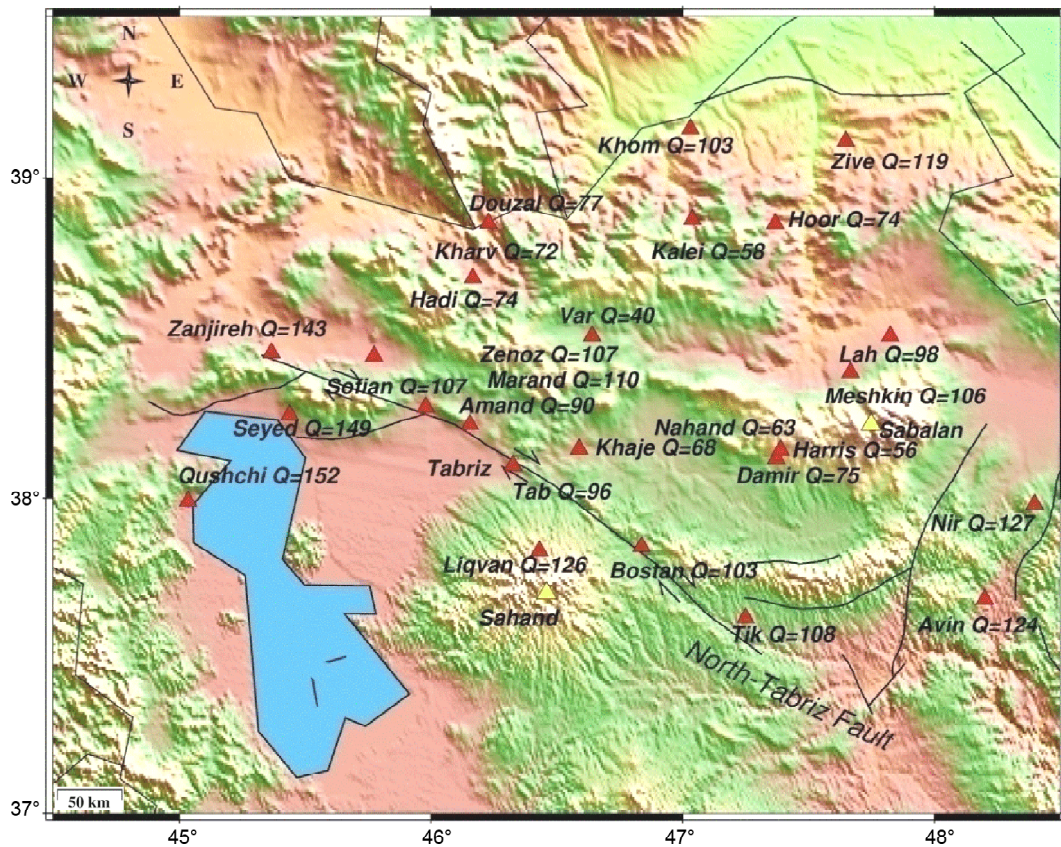 N
W E
S
Khom Q=103
Zive Q=119
39°
Douzal Q=77
Hoor Q=74
Kharv Q=72
Kalei Q=58
Hadi Q=74
Var Q=40
Zanjireh Q=143
Zenoz Q=107
Lah Q=98
Marand Q=110
Sofian Q=107
Meshkin Q=106
Amand Q=90
Seyed Q=149
Nahand Q=63
Sabalan
Khaje Q=68
Harris Q=56
Tabriz
Qushchi Q=152
Damir Q=75
Tab Q=96
38°
Nir Q=127
Liqvan Q=126
Bostan Q=103
Sahand
Avin Q=124
Tik Q=108
North-Tabriz Fault
50 km
37°
45° 46° 47° 48°